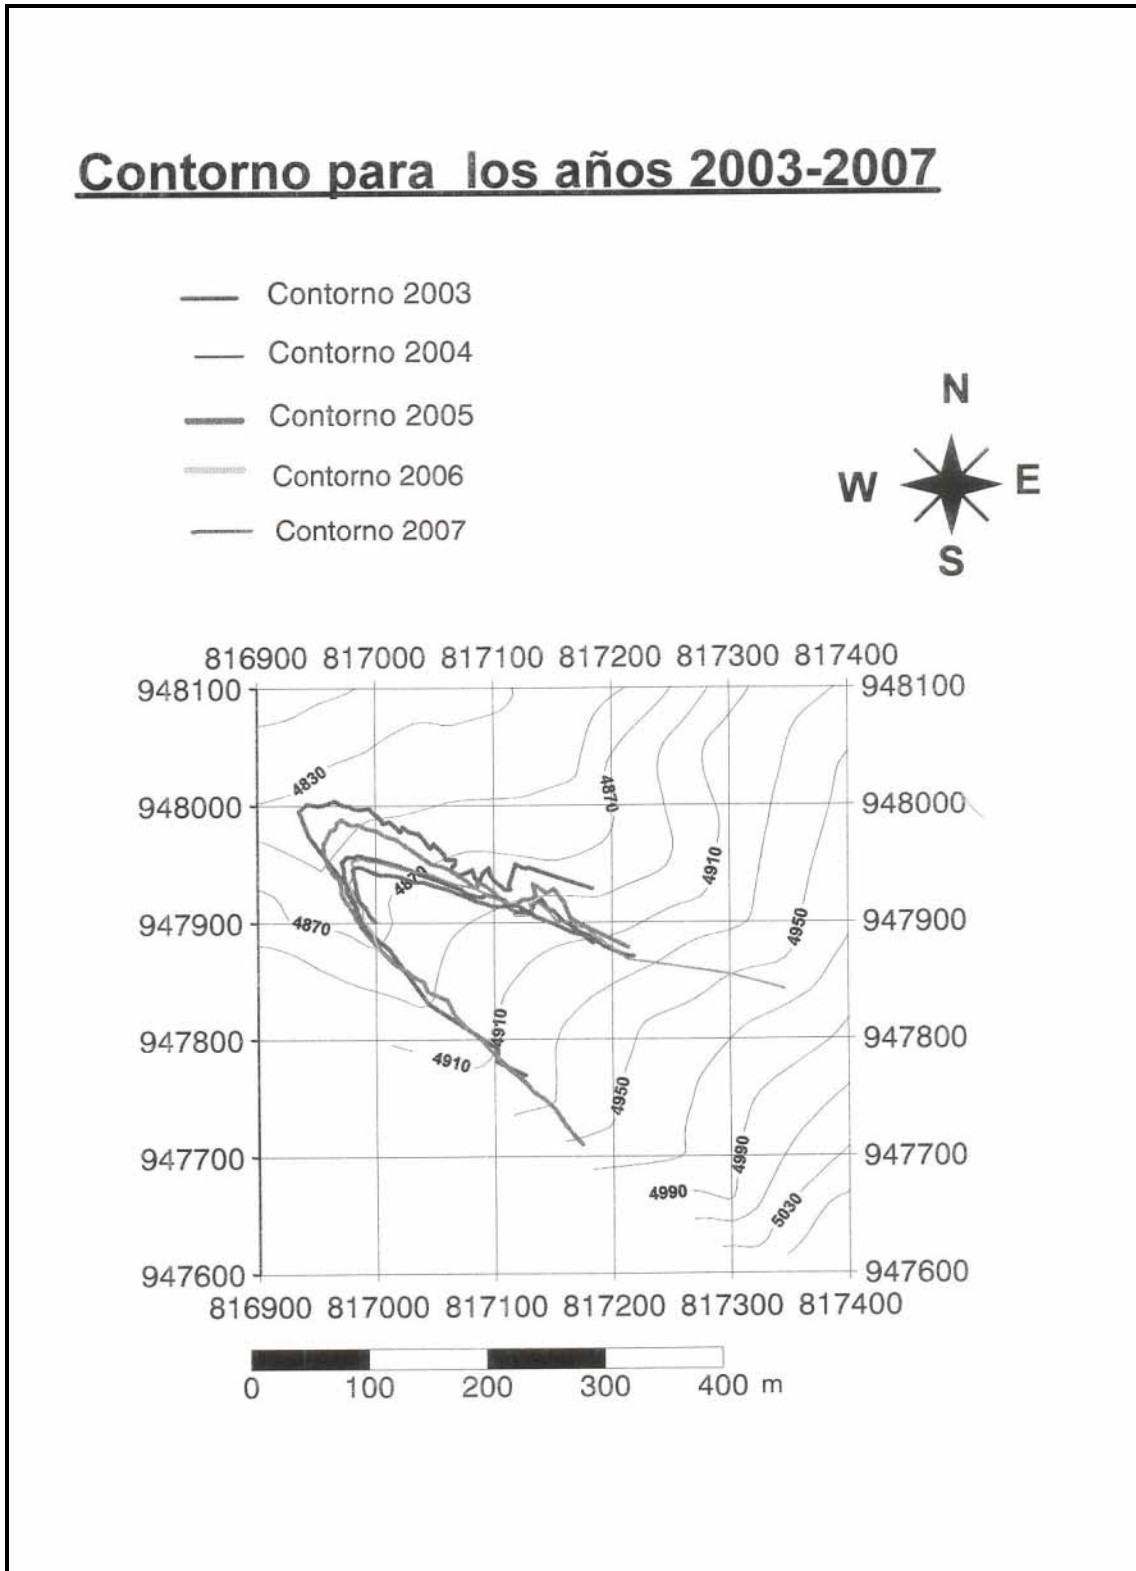 Contorno para los años 2003-2007
Contorno 2003
Contorno 2004
Contorno 2005
Contorno 2006
Contorno 2007
N
W E
S
816900 817000 817100 817200 817300 817400
948100 948100
4830
4870
948000 948000
4910
4870
947900 947900
4870
4950
4910
947800 947800
4910
4950
4990
947700 947700
4990
5030
947600 947600
816900 817000 817100 817200 817300 817400
0 100 200 300 400 m